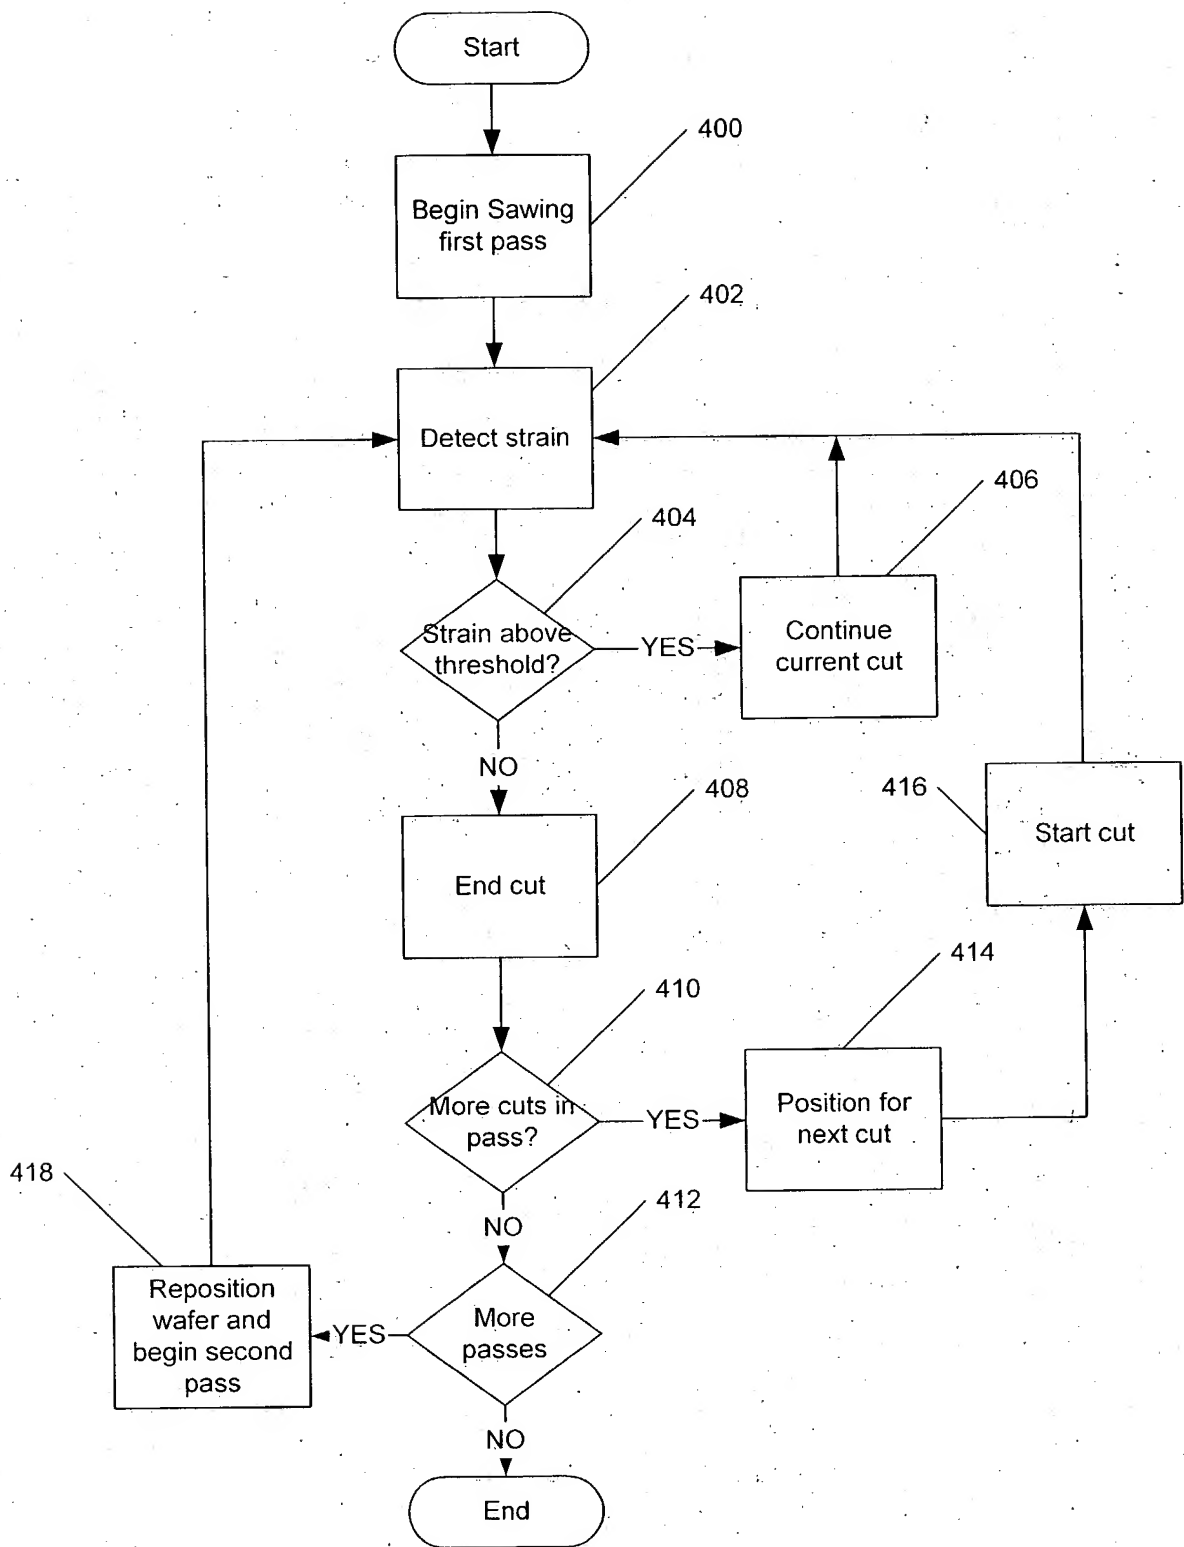 Start
400
Begin Sawing
first pass
402
Detect strain
404
406
Strain above
threshold?
YES
Continue
current cut
NO
408
416
Start cut
End cut
414
410
More cuts in
pass?
YES
Position for
next cut
418
NO
412
Reposition
wafer and
begin second
pass
YES
More
passes
NO
End